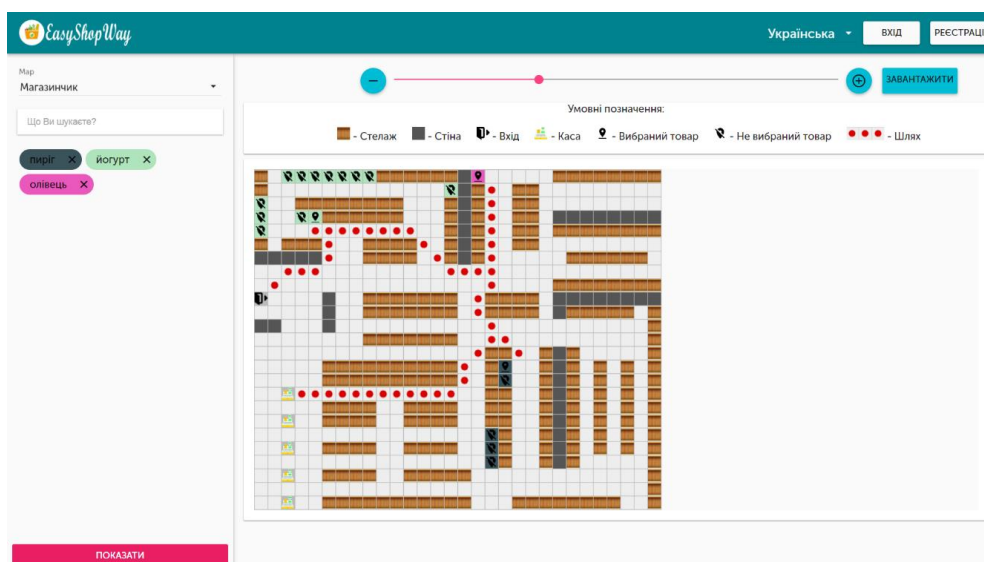 EasyShopWay
Українська
ВХІД
РЕЄСТРАЦІ
Map
Магазинчик
Що Ви шукаєте?
пиріг ×
йогурт ×
олівець ×
ПОКАЗАТИ
ЗАВАНТАЖИТИ
Умовні позначення:
- Стелаж - Стіна - Вхід - Каса - Вибраний товар - Не вибраний товар - Шлях